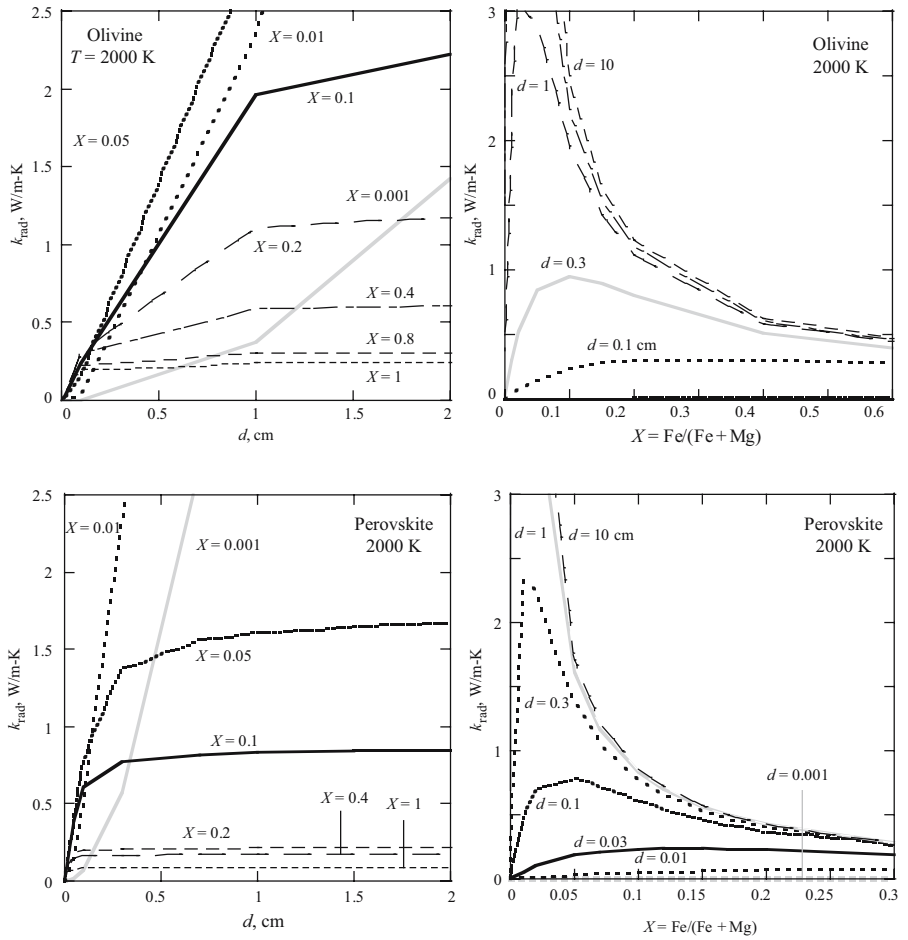 2.5
2
1.5
1
0.5
0
k_rad, W/m-K
Olivine
T = 2000 K
X = 0.01
X = 0.1
X = 0.05
X = 0.001
X = 0.2
X = 0.4
X = 0.8
X = 1
0 0.5 1 1.5 2
d, cm
3
2
1
0
k_rad, W/m-K
Olivine
2000 K
d = 10
d = 1
d = 0.3
d = 0.1 cm
0 0.1 0.2 0.3 0.4 0.5 0.6
X = Fe/(Fe + Mg)
2.5
2
1.5
1
0.5
0
k_rad, W/m-K
Perovskite
2000 K
X = 0.01
X = 0.001
X = 0.05
X = 0.1
X = 0.4
X = 1
X = 0.2
0 0.5 1 1.5 2
d, cm
3
2
1
0
k_rad, W/m-K
Perovskite
2000 K
d = 1
d = 10 cm
d = 0.3
d = 0.001
d = 0.1
d = 0.03
d = 0.01
0 0.05 0.1 0.15 0.2 0.25 0.3
X = Fe/(Fe + Mg)